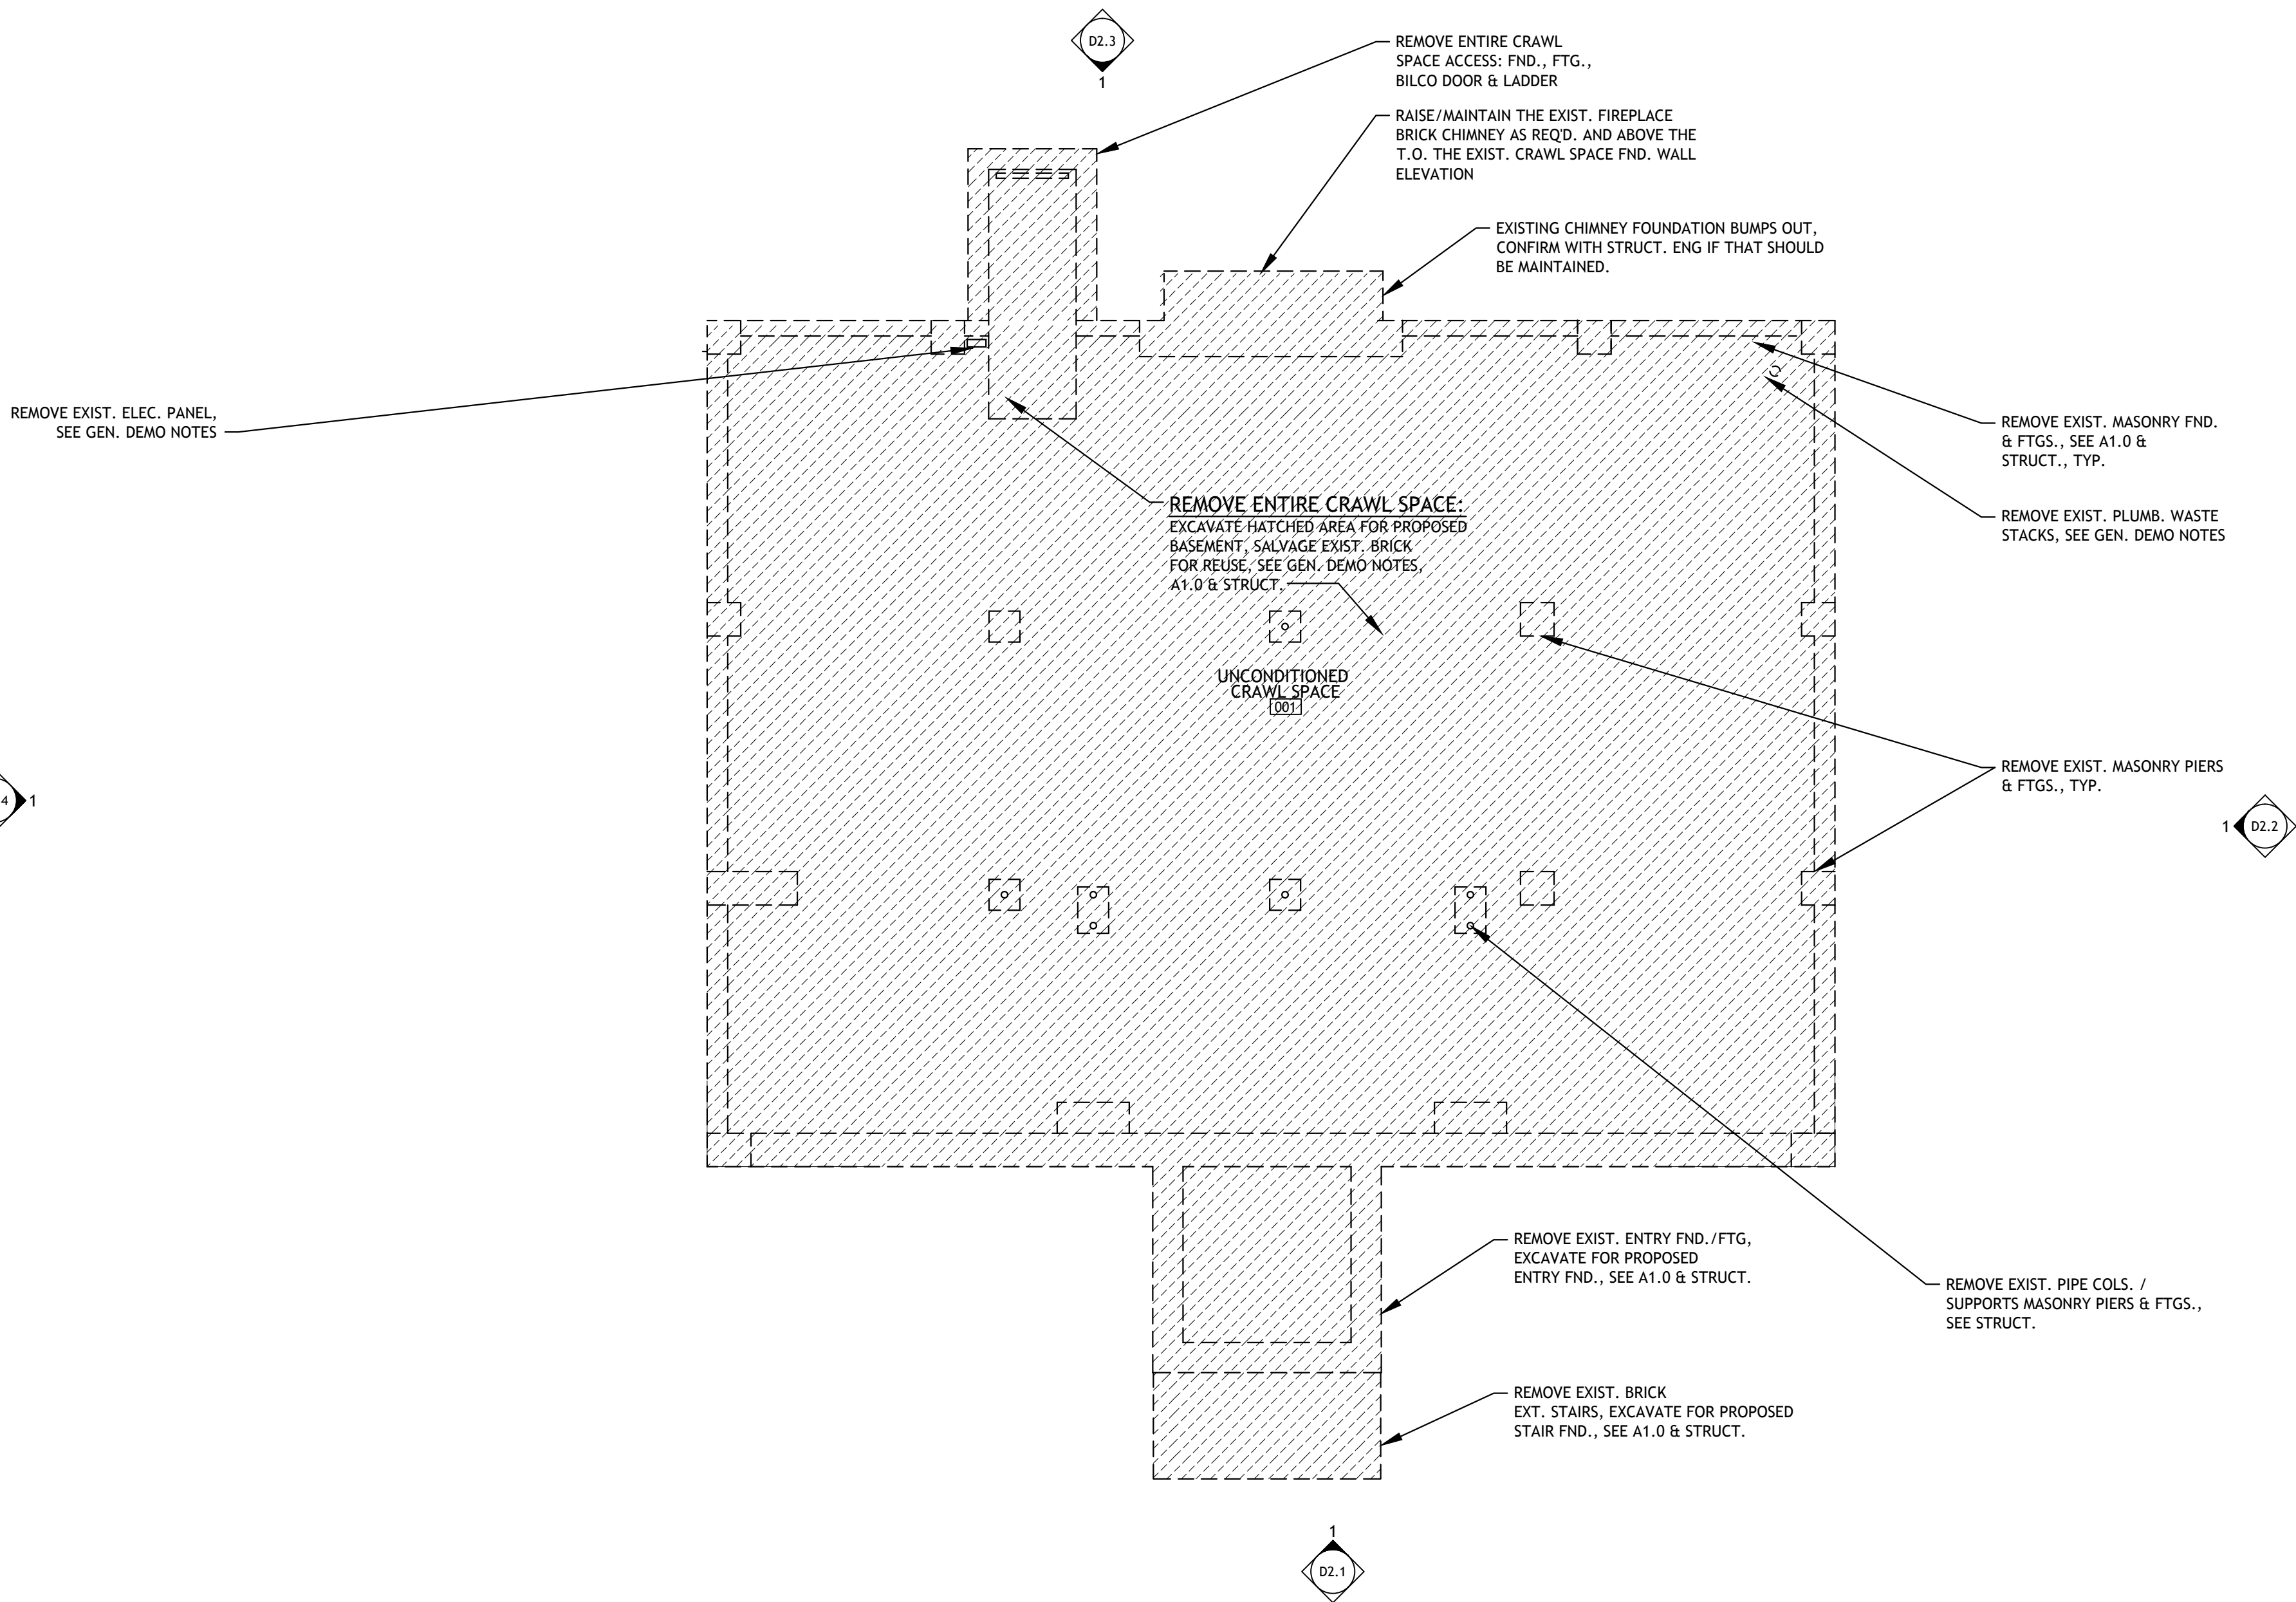 D2.3
1
REMOVE ENTIRE CRAWL
SPACE ACCESS: FND., FTG.,
BILCO DOOR & LADDER
RAISE/MAINTAIN THE EXIST. FIREPLACE
BRICK CHIMNEY AS REQ'D. AND ABOVE THE
T.O. THE EXIST. CRAWL SPACE FND. WALL
ELEVATION
EXISTING CHIMNEY FOUNDATION BUMPS OUT,
CONFIRM WITH STRUCT. ENG IF THAT SHOULD
BE MAINTAINED.
REMOVE EXIST. ELEC. PANEL,
SEE GEN. DEMO NOTES
REMOVE EXIST. MASONRY FND.
& FTGS., SEE A1.0 &
STRUCT., TYP.
REMOVE ENTIRE CRAWL SPACE:
EXCAVATE HATCHED AREA FOR PROPOSED
BASEMENT, SALVAGE EXIST. BRICK
FOR REUSE, SEE GEN. DEMO NOTES,
A1.0 & STRUCT.
REMOVE EXIST. PLUMB. WASTE
STACKS, SEE GEN. DEMO NOTES
UNCONDITIONED
CRAWL SPACE
001
REMOVE EXIST. MASONRY PIERS
& FTGS., TYP.
4
1
1
D2.2
REMOVE EXIST. ENTRY FND./FTG,
EXCAVATE FOR PROPOSED
ENTRY FND., SEE A1.0 & STRUCT.
REMOVE EXIST. PIPE COLS. /
SUPPORTS MASONRY PIERS & FTGS.,
SEE STRUCT.
REMOVE EXIST. BRICK
EXT. STAIRS, EXCAVATE FOR PROPOSED
STAIR FND., SEE A1.0 & STRUCT.
1
D2.1